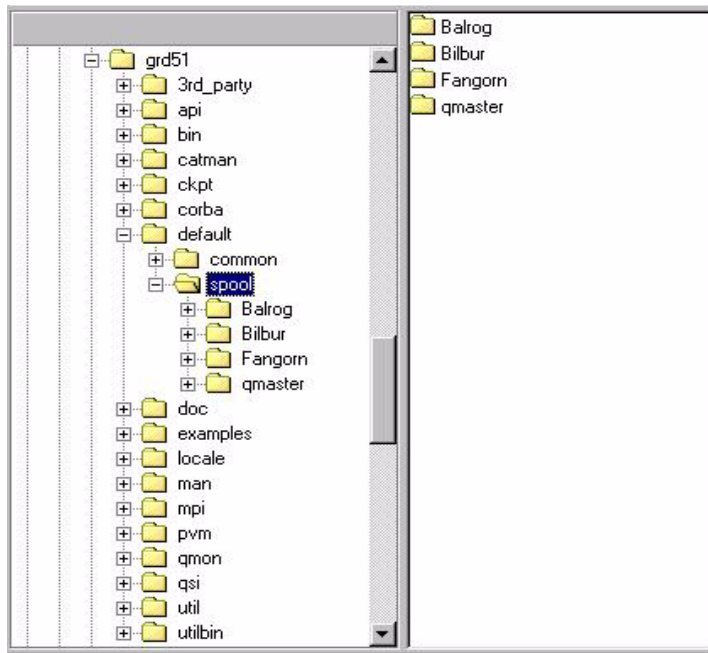 grd51
3rd_party
api
bin
catman
ckpt
corba
default
common
spool
Balrog
Bilbur
Fangorn
qmaster
doc
examples
locale
man
mpi
pvm
qmon
qsi
util
utilbin
Balrog
Bilbur
Fangorn
qmaster